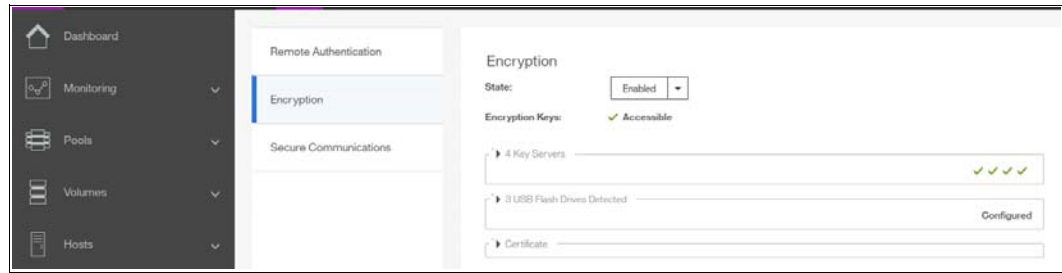 Dashboard
Monitoring
Pools
Volumes
Hosts
Remote Authentication
Encryption
Secure Communications
Encryption
State: Enabled
Encryption Keys: Accessible
4 Key Servers
3 USB Flash Drives Detected
Configured
Certificate